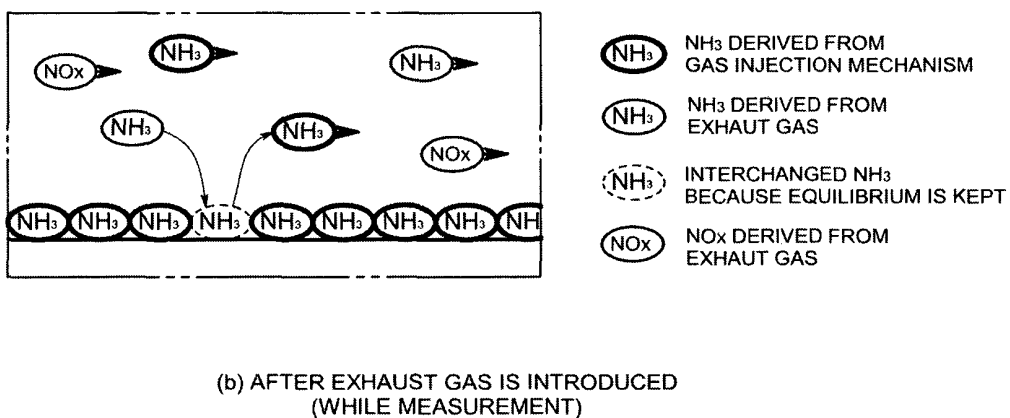 NOx
NH3
NH3
NH3
NH3
NOx
NH3 NH3 NH3 NH3 NH3 NH3 NH3 NH3 NH
NH3 NH3 DERIVED FROM
GAS INJECTION MECHANISM
NH3 NH3 DERIVED FROM
EXHAUT GAS
NH3 INTERCHANGED NH3
BECAUSE EQUILIBRIUM IS KEPT
NOx NOx DERIVED FROM
EXHAUT GAS
(b) AFTER EXHAUST GAS IS INTRODUCED
(WHILE MEASUREMENT)